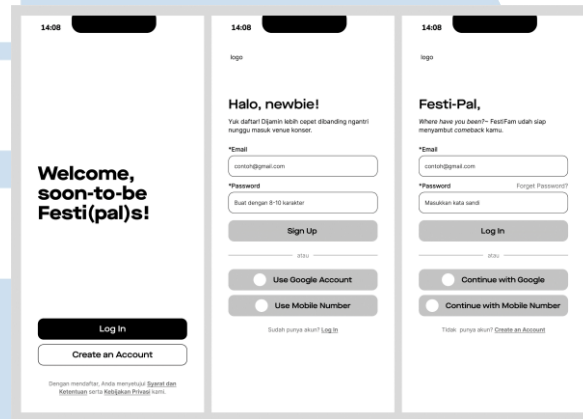 14:08
Welcome,
soon-to-be
Festi(pal)s!
Log In
Create an Account
Dengan mendaftar, Anda menyetujui Syarat dan
Ketentuan serta Kebijakan Privasi kami.
14:08
logo
Halo, newbie!
Yuk daftar! Dijamin lebih cepet dibanding ngantri
nunggu masuk venue konser.
*Email
contoh@gmail.com
*Password
Buat dengan 8-10 karakter
Sign Up
atau
Use Google Account
Use Mobile Number
Sudah punya akun? Log in
14:08
logo
Festi-Pal,
Where have you been?~ FestiFam udah siap
menyambut comeback kamu.
*Email
contoh@gmail.com
*Password Forget Password?
Masukkan kata sandi
Log In
atau
Continue with Google
Continue with Mobile Number
Tidak punya akun? Create an Account